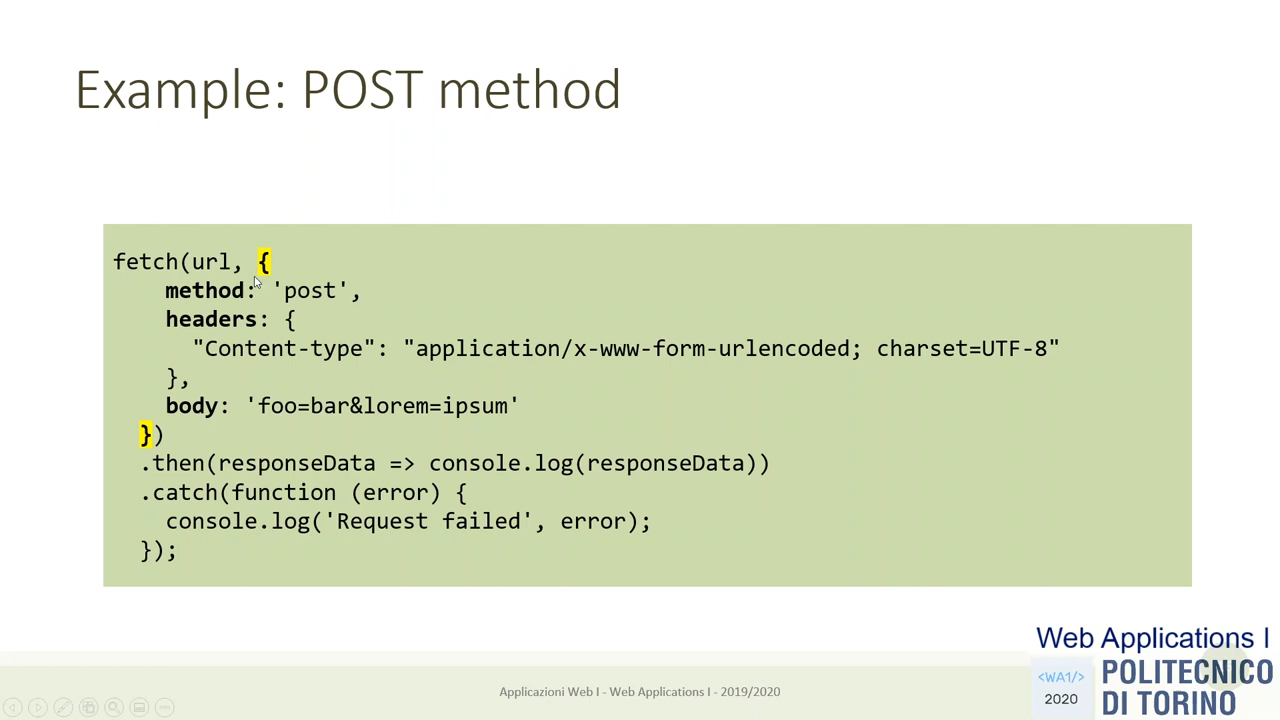 Example: POST method
fetch(url, {
method: 'post',
headers: {
"Content-type": "application/x-www-form-urlencoded; charset=UTF-8"
},
body: 'foo=bar&lorem=ipsum'
})
.then(responseData => console.log(responseData))
.catch(function (error) {
console.log('Request failed', error);
});
Applicazioni Web I - Web Applications I - 2019/2020
Web Applications I
<WA1/>
2020
POLITECNICO
DI TORINO